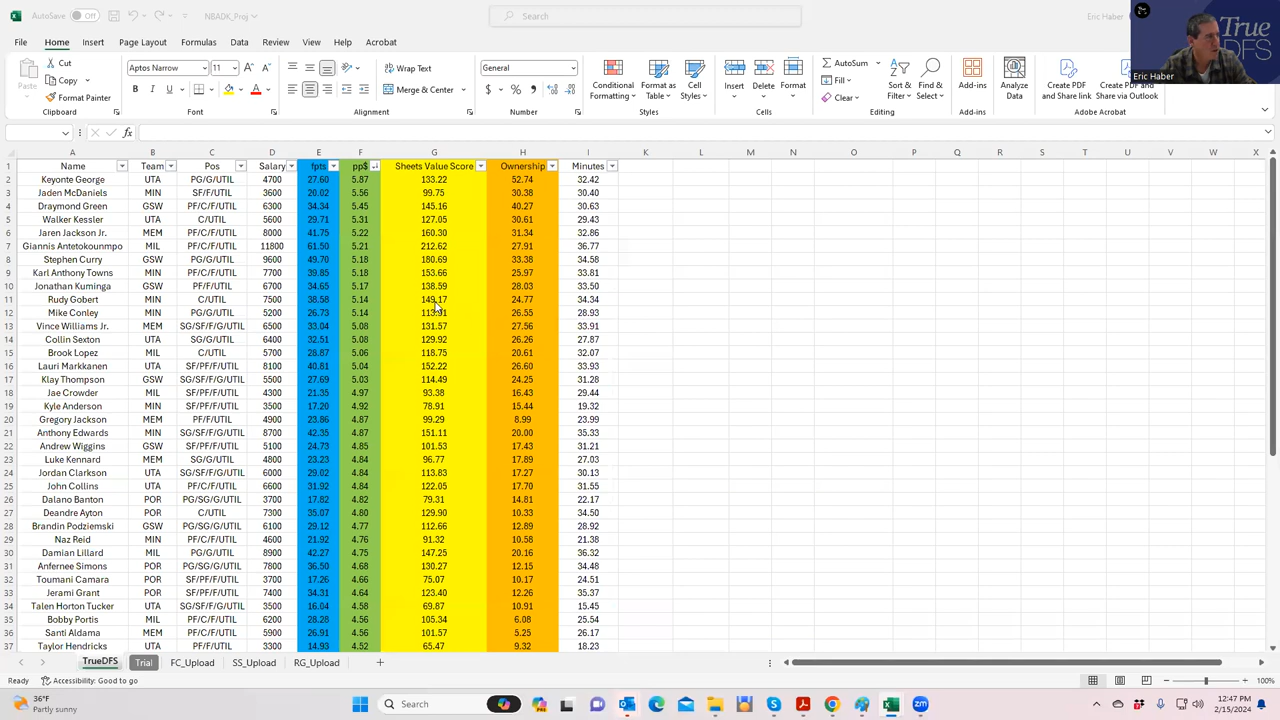 AutoSave Off NBADK_Proj Search Eric Haber
File Home Insert Page Layout Formulas Data Review View Help Acrobat
Paste Cut Copy Format Painter Clipboard
Aptos Narrow 11 B I U A Font
Wrap Text Merge & Center Alignment
General $ % Number
Conditional Formatting Format as Table Cell Styles Styles
Insert Delete Format Cells
AutoSum Fill Clear Sort & Filter Find & Select Editing
Add-ins Add-ins
Analyze Data
Create PDF and Share link Create PDF and Share via Outlook Adobe Acrobat
True DFS
Eric Haber
fx
A B C D E F G H I J K L M N O P Q R S T U V W X
1 Name Team Pos Salary fpts pp$ Sheets Value Score Ownership Minutes
2 Keyonte George UTA PG/G/UTIL 4700 27.60 5.87 133.22 52.74 32.42
3 Jaden McDaniels MIN SF/F/UTIL 3600 20.02 5.56 99.75 30.38 30.40
4 Draymond Green GSW PF/C/F/UTIL 6300 34.34 5.45 145.16 40.27 30.63
5 Walker Kessler UTA C/UTIL 5600 29.71 5.31 127.05 30.61 29.43
6 Jaren Jackson Jr. MEM PF/C/F/UTIL 8000 41.75 5.22 160.30 31.34 32.86
7 Giannis Antetokounmpo MIL PF/C/F/UTIL 11800 61.50 5.21 212.62 27.91 36.77
8 Stephen Curry GSW PG/G/UTIL 9600 49.70 5.18 180.69 33.38 34.58
9 Karl Anthony Towns MIN PF/C/F/UTIL 7700 39.85 5.18 153.66 25.97 33.81
10 Jonathan Kuminga GSW PF/F/UTIL 6700 34.65 5.17 138.59 28.03 33.50
11 Rudy Gobert MIN C/UTIL 7500 38.58 5.14 149.17 24.77 34.34
12 Mike Conley MIN PG/G/UTIL 5200 26.73 5.14 113.91 26.55 28.93
13 Vince Williams Jr. MEM SG/SF/F/G/UTIL 6500 33.04 5.08 131.57 27.56 33.91
14 Collin Sexton UTA SG/G/UTIL 6400 32.51 5.08 129.92 26.26 27.87
15 Brook Lopez MIL C/UTIL 5700 28.87 5.06 118.75 20.61 32.07
16 Lauri Markkanen UTA SF/PF/F/UTIL 8100 40.81 5.04 152.22 26.60 33.93
17 Klay Thompson GSW SG/SF/F/G/UTIL 5500 27.69 5.03 114.49 24.25 31.28
18 Jae Crowder MIL SF/PF/F/UTIL 4300 21.35 4.97 93.38 16.43 29.44
19 Kyle Anderson MIN SF/PF/F/UTIL 3500 17.20 4.92 78.91 15.44 19.32
20 Gregory Jackson MEM PF/F/UTIL 4900 23.86 4.87 99.29 8.99 23.99
21 Anthony Edwards MIN SG/SF/F/G/UTIL 8700 42.35 4.87 151.11 20.00 35.33
22 Andrew Wiggins GSW SF/PF/F/UTIL 5100 24.73 4.85 101.53 17.43 31.21
23 Luke Kennard MEM SG/G/UTIL 4800 23.23 4.84 96.77 17.89 27.03
24 Jordan Clarkson UTA SG/SF/F/G/UTIL 6000 29.02 4.84 113.83 17.27 30.13
25 John Collins UTA PF/C/F/UTIL 6600 31.92 4.84 122.05 17.70 31.55
26 Dalano Banton POR PG/SG/G/UTIL 3700 17.82 4.82 79.31 14.81 22.17
27 Deandre Ayton POR C/UTIL 7300 35.07 4.80 129.90 10.33 34.50
28 Brandin Podziemski GSW PG/SG/G/UTIL 6100 29.12 4.77 112.66 12.89 28.92
29 Naz Reid MIN PF/C/F/UTIL 4600 21.92 4.76 91.32 10.58 21.38
30 Damian Lillard MIL PG/G/UTIL 8900 42.27 4.75 147.25 20.16 36.32
31 Anfernee Simons POR PG/SG/G/UTIL 7800 36.50 4.68 130.27 12.15 34.48
32 Toumani Camara POR SF/PF/F/UTIL 3700 17.26 4.66 75.07 10.17 24.51
33 Jerami Grant POR SF/PF/F/UTIL 7400 34.31 4.64 123.40 12.26 35.37
34 Talen Horton Tucker UTA SG/SF/F/G/UTIL 3500 16.04 4.58 69.87 10.91 15.45
35 Bobby Portis MIL PF/C/F/UTIL 6200 28.28 4.56 105.34 6.08 25.54
36 Santi Aldama MEM PF/C/F/UTIL 5900 26.91 4.56 101.57 5.25 26.17
37 Taylor Hendricks UTA PF/F/UTIL 3300 14.93 4.52 65.47 9.32 18.23
TrueDFS Trial FC_Upload SS_Upload RG_Upload +
Ready Accessibility: Good to go 100%
36°F
Partly sunny
Search
12:47 PM
2/15/2024